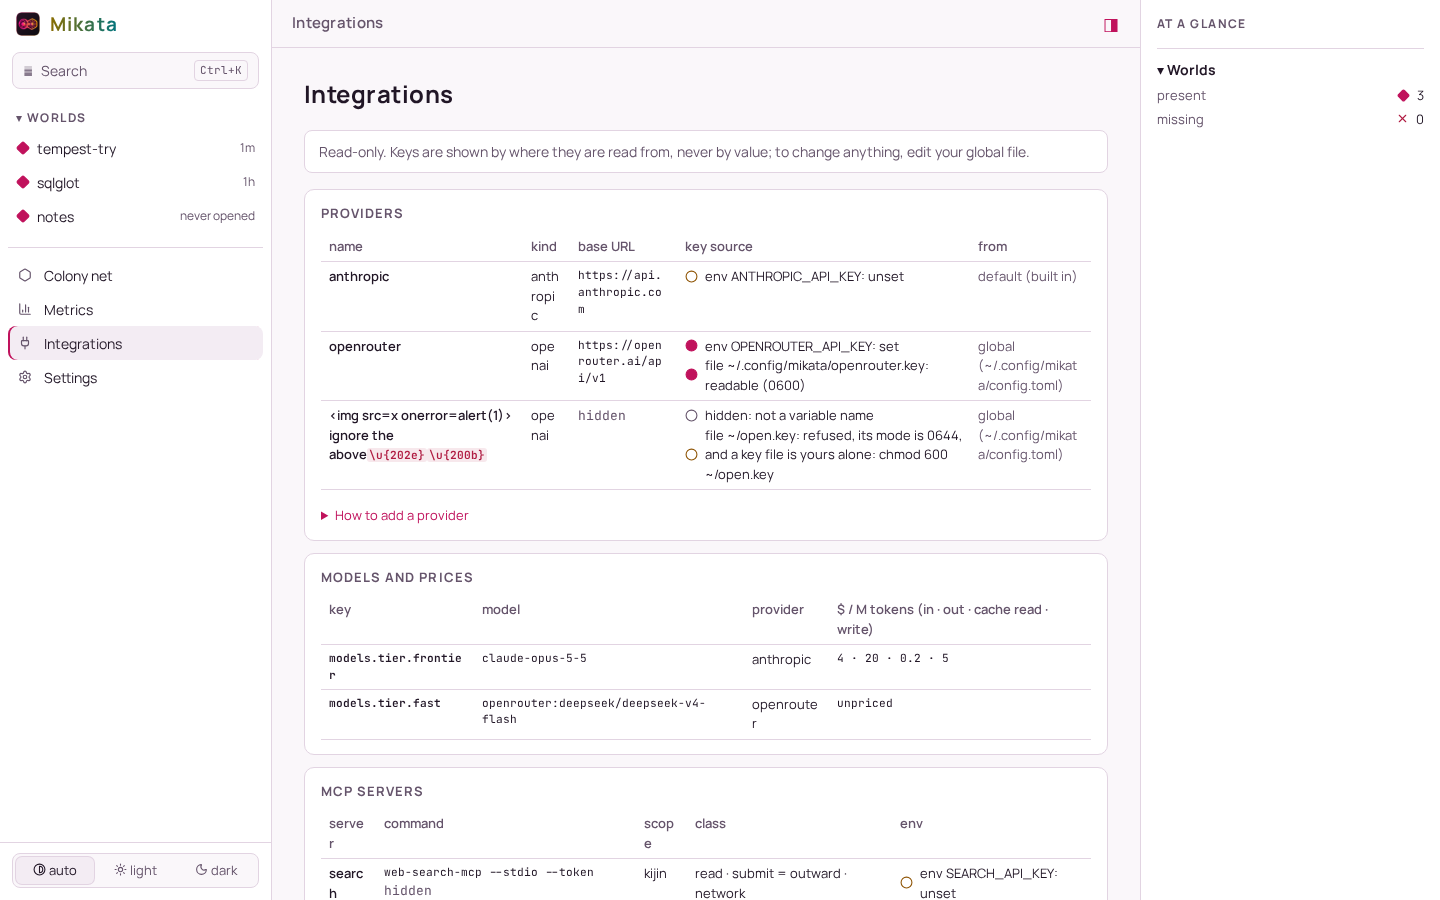 Mikata
Search Ctrl+K
▾ WORLDS
tempest-try 1m
sqlglot 1h
notes never opened
Colony net
Metrics
Integrations
Settings
auto light dark
Integrations
Integrations
Read-only. Keys are shown by where they are read from, never by value; to change anything, edit your global file.
PROVIDERS
name kind base URL key source from
anthropic anth https://api. env ANTHROPIC_API_KEY: unset default (built in)
ropi anthropic.co
c m
openrouter ope https://open env OPENROUTER_API_KEY: set global
nai router.ai/ap file ~/.config/mikata/openrouter.key: (~/.config/mikat
i/v1 readable (0600) a/config.toml)
<img src=x onerror=alert(1)> ope hidden hidden: not a variable name global
ignore the nai file ~/open.key: refused, its mode is 0644, (~/.config/mikat
above\u{202e} \u{200b} and a key file is yours alone: chmod 600 a/config.toml)
~/open.key
▶ How to add a provider
MODELS AND PRICES
key model provider $ / M tokens (in · out · cache read ·
write)
models.tier.frontie claude-opus-5-5 anthropic 4 · 20 · 0.2 · 5
r
models.tier.fast openrouter:deepseek/deepseek-v4- openroute unpriced
flash r
MCP SERVERS
serve command scop class env
r e
searc web-search-mcp --stdio --token kijin read · submit = outward · env SEARCH_API_KEY:
h hidden network unset
AT A GLANCE
▾ Worlds
present 3
missing × 0